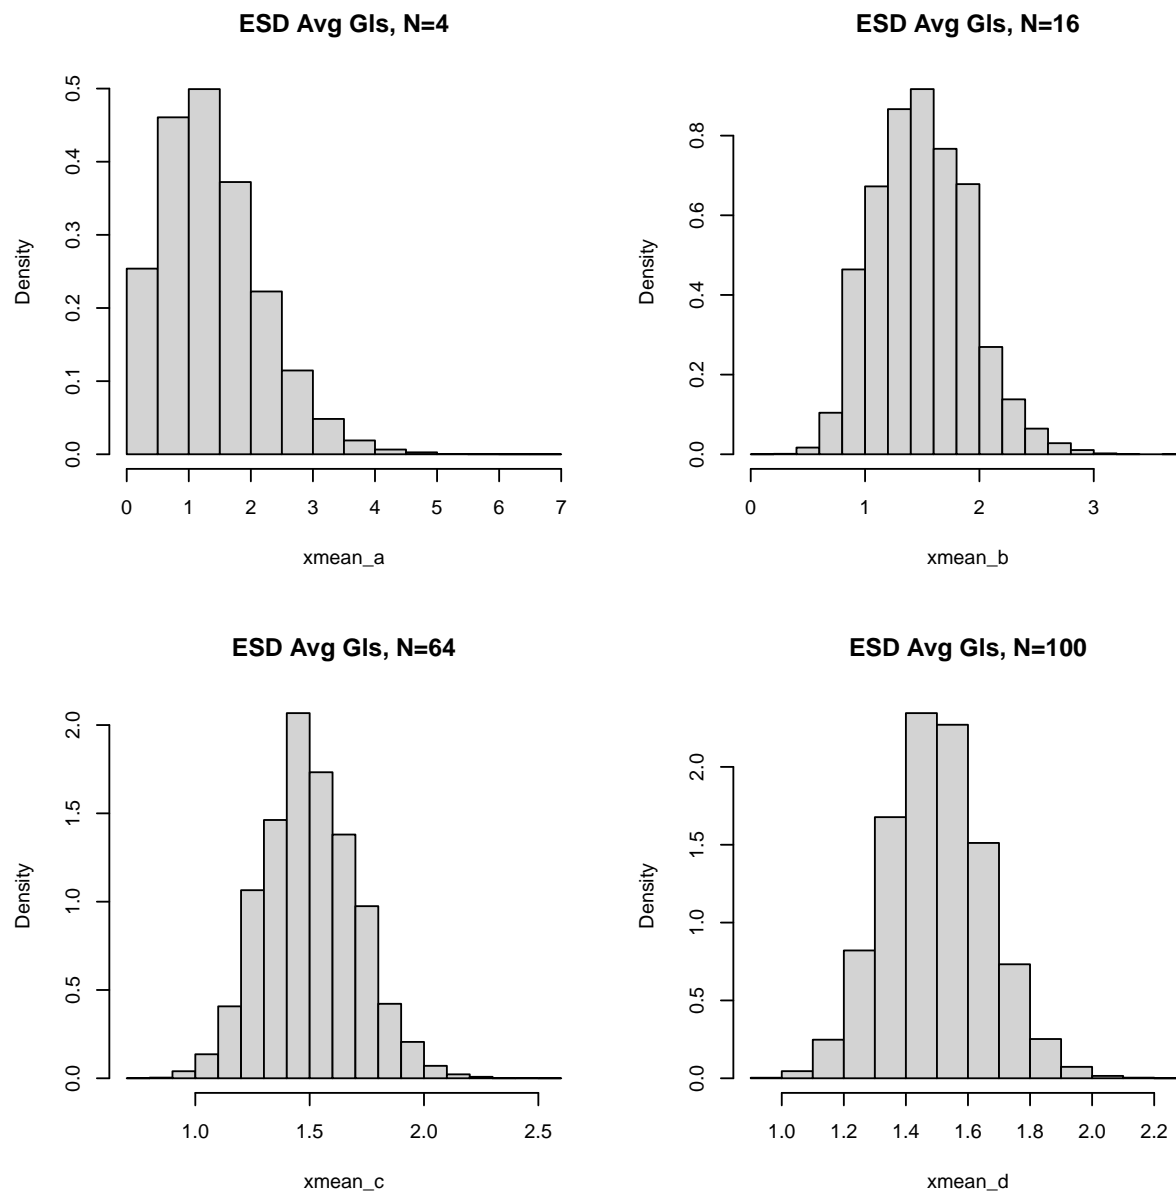 ESD Avg GIs, N=4
Density
0.0 0.1 0.2 0.3 0.4 0.5
0 1 2 3 4 5 6 7
xmean_a
ESD Avg GIs, N=16
Density
0.0 0.2 0.4 0.6 0.8
0 1 2 3
xmean_b
ESD Avg GIs, N=64
Density
0.0 0.5 1.0 1.5 2.0
1.0 1.5 2.0 2.5
xmean_c
ESD Avg GIs, N=100
Density
0.0 0.5 1.0 1.5 2.0
1.0 1.2 1.4 1.6 1.8 2.0 2.2
xmean_d